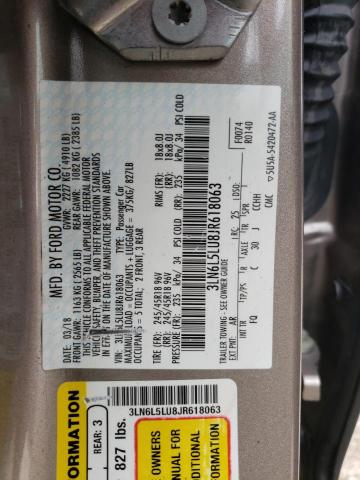 MFD. BY FORD MOTOR CO.
03/18 GVWR: 2227 KG ( 4910 LB)
FRONT GAWR: 1163 KG ( 2565 LB) REAR GAWR: 1082 KG ( 2385 LB)
THIS VEHICLE CONFORMS TO ALL APPLICABLE FEDERAL MOTOR
VEHICLE SAFETY, BUMPER, AND THEFT PREVENTION STANDARDS
IN EFFECT ON THE DATE OF MANUFACTURE SHOWN ABOVE.
VIN: 3LN6L5LU8JR618063 TYPE: Passenger Car
MAXIMUM LOAD = OCCUPANTS + LUGGAGE = 375KG/ 827LB
OCCUPANTS = 5 TOTAL; 2 FRONT, 3 REAR
TIRE: 245/45R18 96V RIMS (FR): 18x8.0J
(RR): 245/45R18 96V (RR): 18x8.0J
PRESSURE (FR): 235 kPa/ 34 PSI COLD (RR): 235 kPa/ 34 PSI COLD
3LN6L5LU8JR618063
TRAILER TOWING - SEE OWNER GUIDE
F0074
R0140
EXT PNT: AR RC: 25 DSO:
INT TR TP/PS R AXLE TR SPR
FQ C 30 J CCHH
CMC ▽5U5A-5420472-AA
3LN6L5LU8JR618063
FORMATION
REAR: 3
827 lbs.
OWNERS
MANUAL FOR
ADDITIONAL
INFORMATION